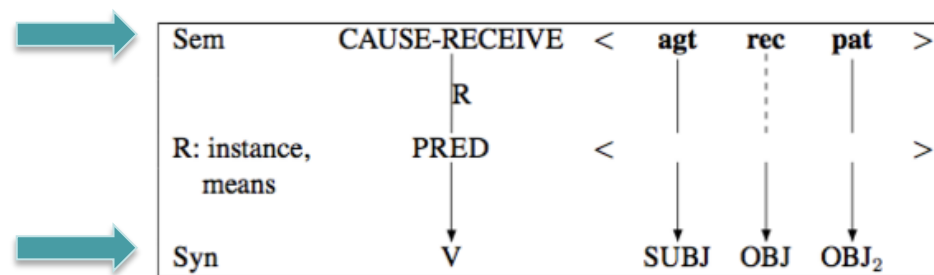 Sem CAUSE-RECEIVE < agt rec pat >
R
R: instance, PRED < >
means
Syn V SUBJ OBJ OBJ₂